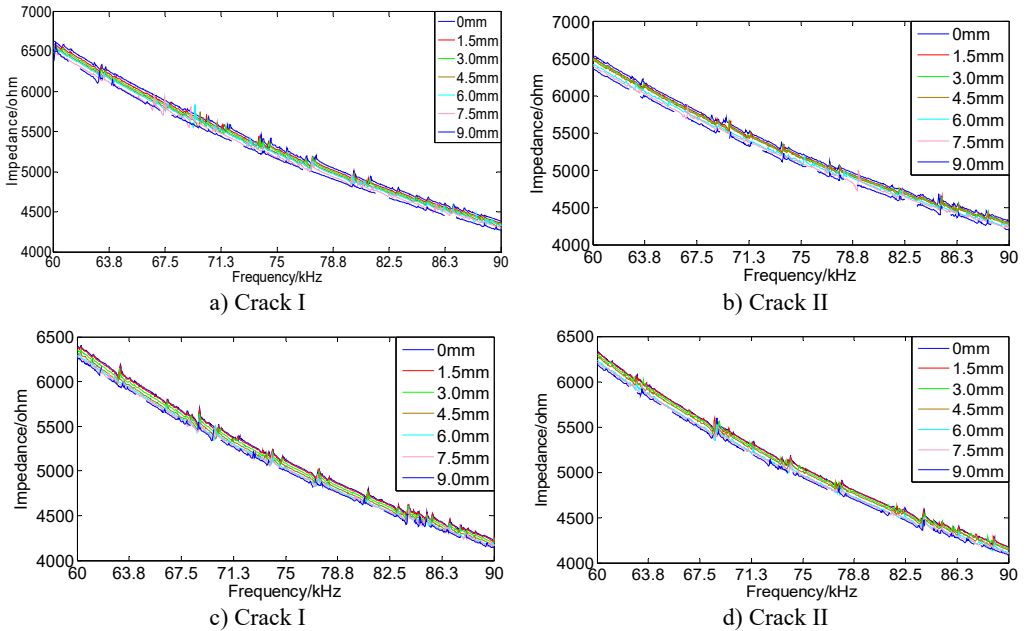 7000
6500
6000
5500
5000
4500
4000
Impedance/ohm
60 63.8 67.5 71.3 75 78.8 82.5 86.3 90
Frequency/kHz
0mm
1.5mm
3.0mm
4.5mm
6.0mm
7.5mm
9.0mm
a) Crack I
7000
6500
6000
5500
5000
4500
4000
Impedance/ohm
60 63.8 67.5 71.3 75 78.8 82.5 86.3 90
Frequency/kHz
0mm
1.5mm
3.0mm
4.5mm
6.0mm
7.5mm
9.0mm
b) Crack II
6500
6000
5500
5000
4500
4000
Impedance/ohm
60 63.8 67.5 71.3 75 78.8 82.5 86.3 90
Frequency/kHz
0mm
1.5mm
3.0mm
4.5mm
6.0mm
7.5mm
9.0mm
c) Crack I
6500
6000
5500
5000
4500
4000
Impedance/ohm
60 63.8 67.5 71.3 75 78.8 82.5 86.3 90
Frequency/kHz
0mm
1.5mm
3.0mm
4.5mm
6.0mm
7.5mm
9.0mm
d) Crack II